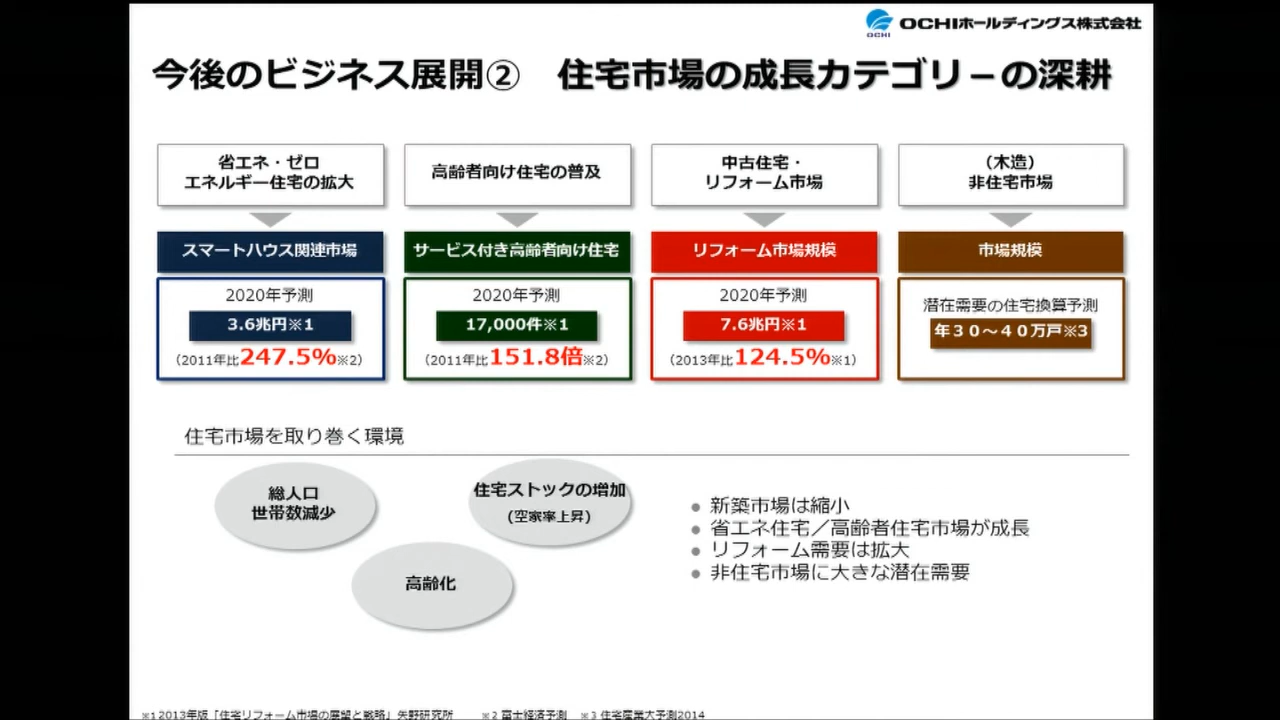 OCHI
OCHIホールディングス株式会社
今後のビジネス展開② 住宅市場の成長カテゴリ－の深耕
省エネ・ゼロ
エネルギー住宅の拡大
高齢者向け住宅の普及
中古住宅・
リフォーム市場
（木造）
非住宅市場
スマートハウス関連市場
サービス付き高齢者向け住宅
リフォーム市場規模
市場規模
2020年予測
3.6兆円※1
（2011年比247.5%※2）
2020年予測
17,000件※1
（2011年比151.8倍※2）
2020年予測
7.6兆円※1
（2013年比124.5%※1）
潜在需要の住宅換算予測
年３０～４０万戸※3
住宅市場を取り巻く環境
総人口
世帯数減少
住宅ストックの増加
（空家率上昇）
高齢化
● 新築市場は縮小
● 省エネ住宅／高齢者住宅市場が成長
● リフォーム需要は拡大
● 非住宅市場に大きな潜在需要
※1 2013年版「住宅リフォーム市場の展望と戦略」矢野研究所 ※2 富士経済予測 ※3 住宅産業大予測2014